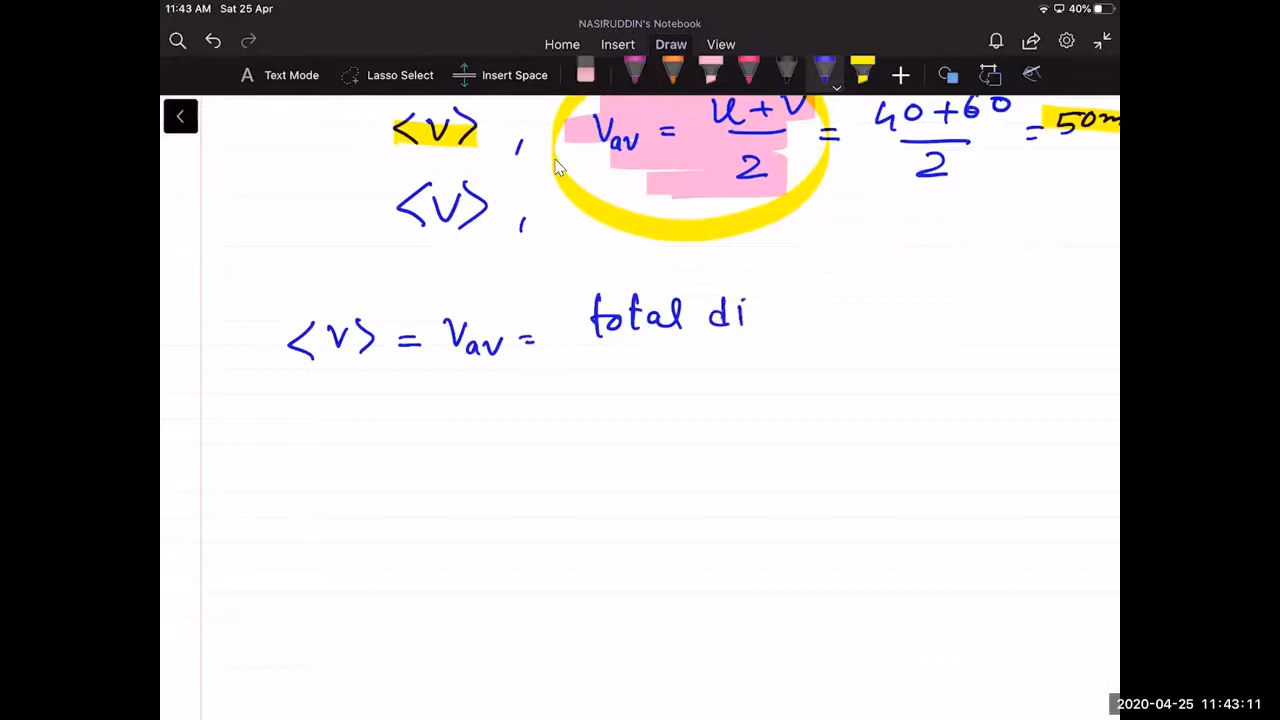 11:43 AM Sat 25 Apr
NASIRUDDIN's Notebook
40%
Home Insert Draw View
A Text Mode Lasso Select Insert Space
<v> , Vav = u+v/2 = 40+60/2 = 50m
<v> ,
<v> = Vav = total di
2020-04-25 11:43:11